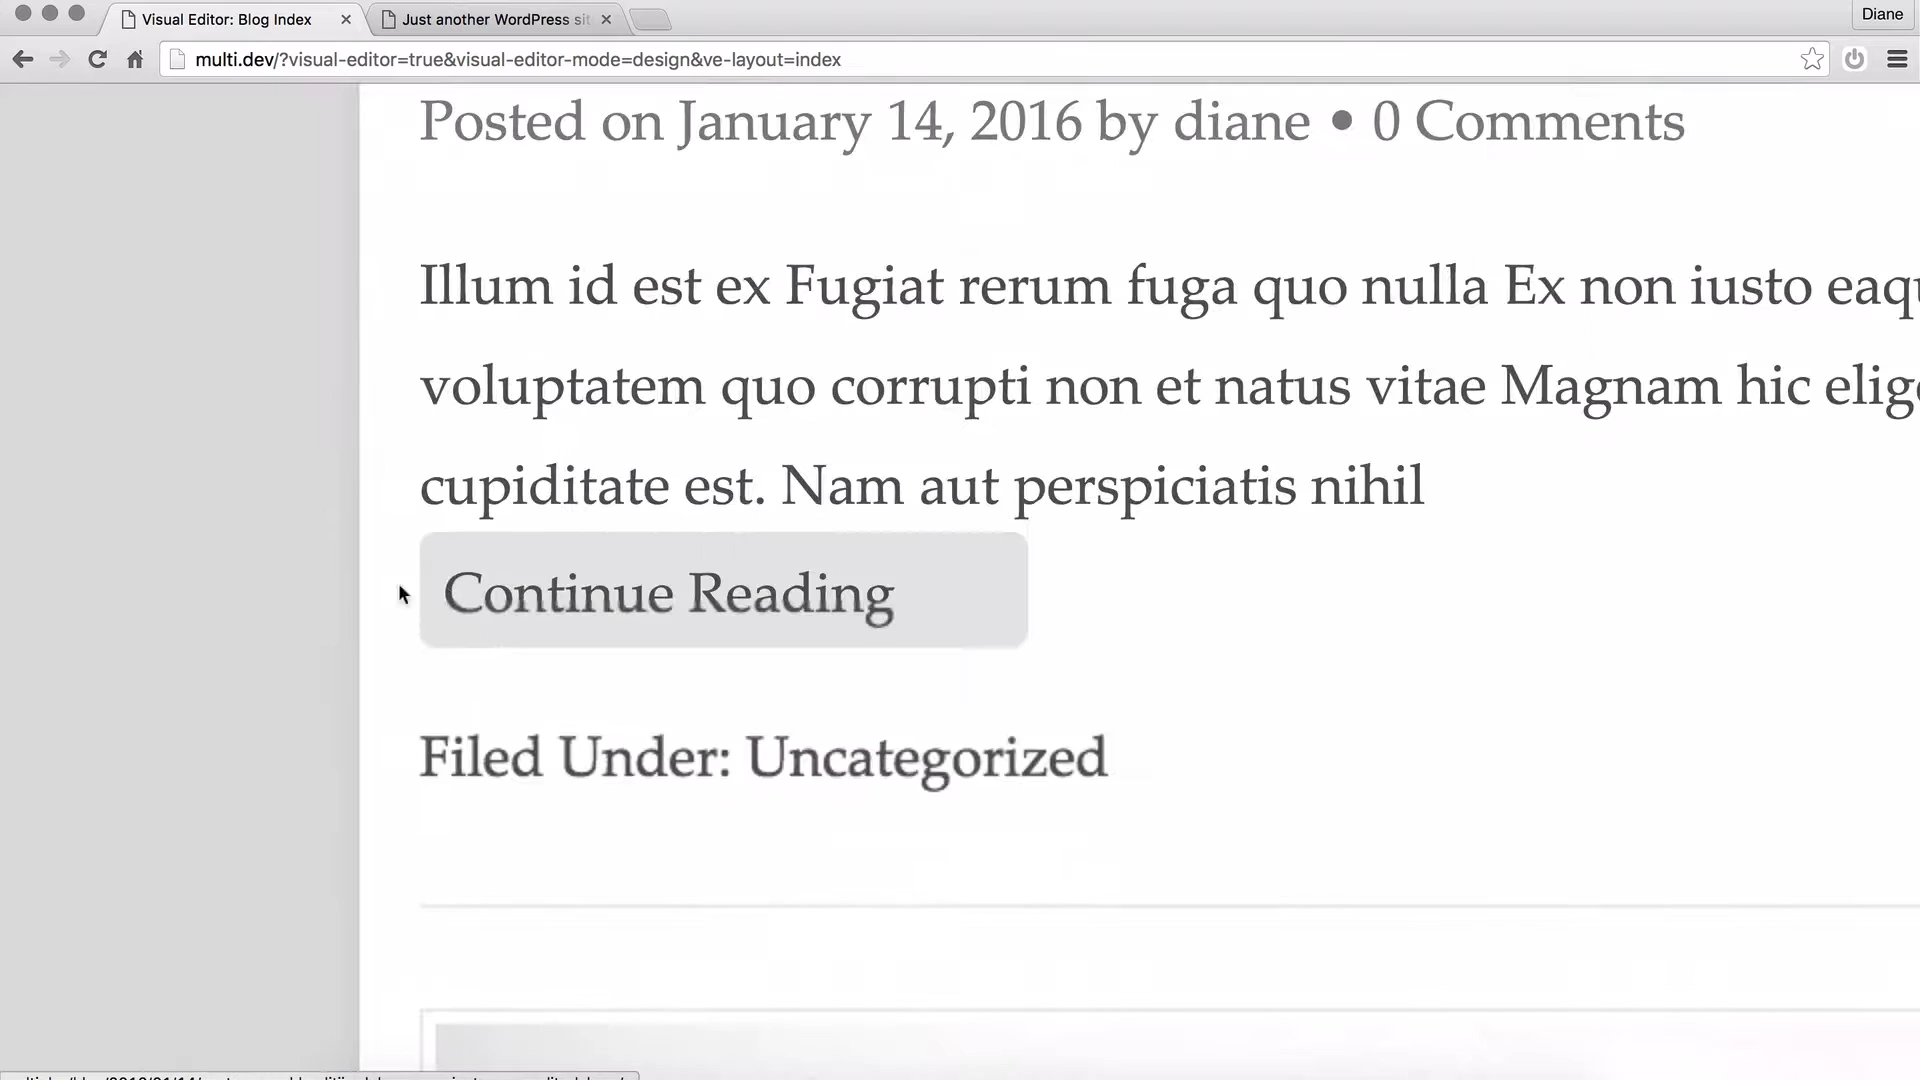 Visual Editor: Blog Index
Just another WordPress sit
Diane
multi.dev/?visual-editor=true&visual-editor-mode=design&ve-layout=index
Posted on January 14, 2016 by diane • 0 Comments
Illum id est ex Fugiat rerum fuga quo nulla Ex non iusto eaqu
voluptatem quo corrupti non et natus vitae Magnam hic elige
cupiditate est. Nam aut perspiciatis nihil
Continue Reading
Filed Under: Uncategorized